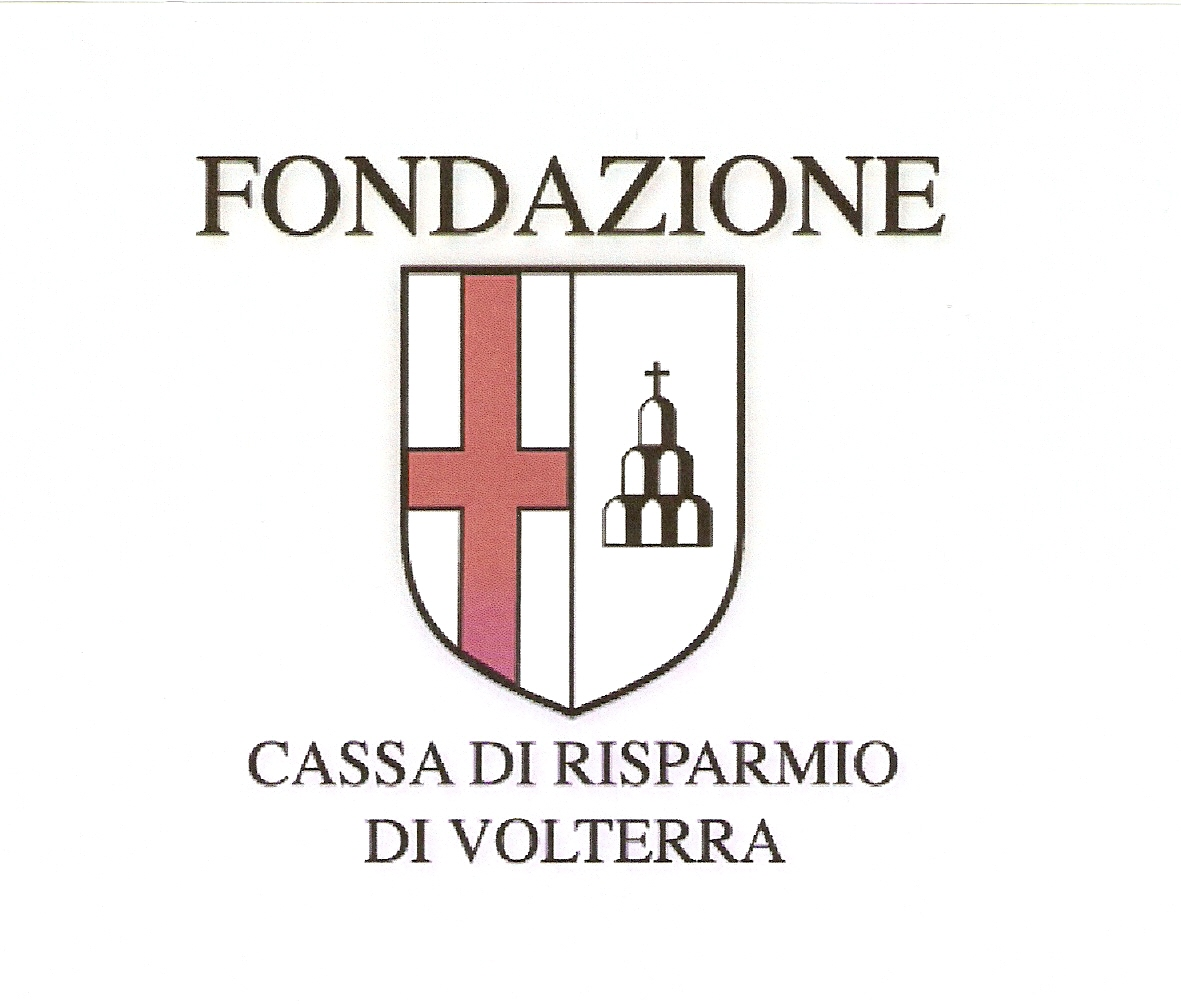 FONDAZIONE
CASSA DI RISPARMIO
DI VOLTERRA